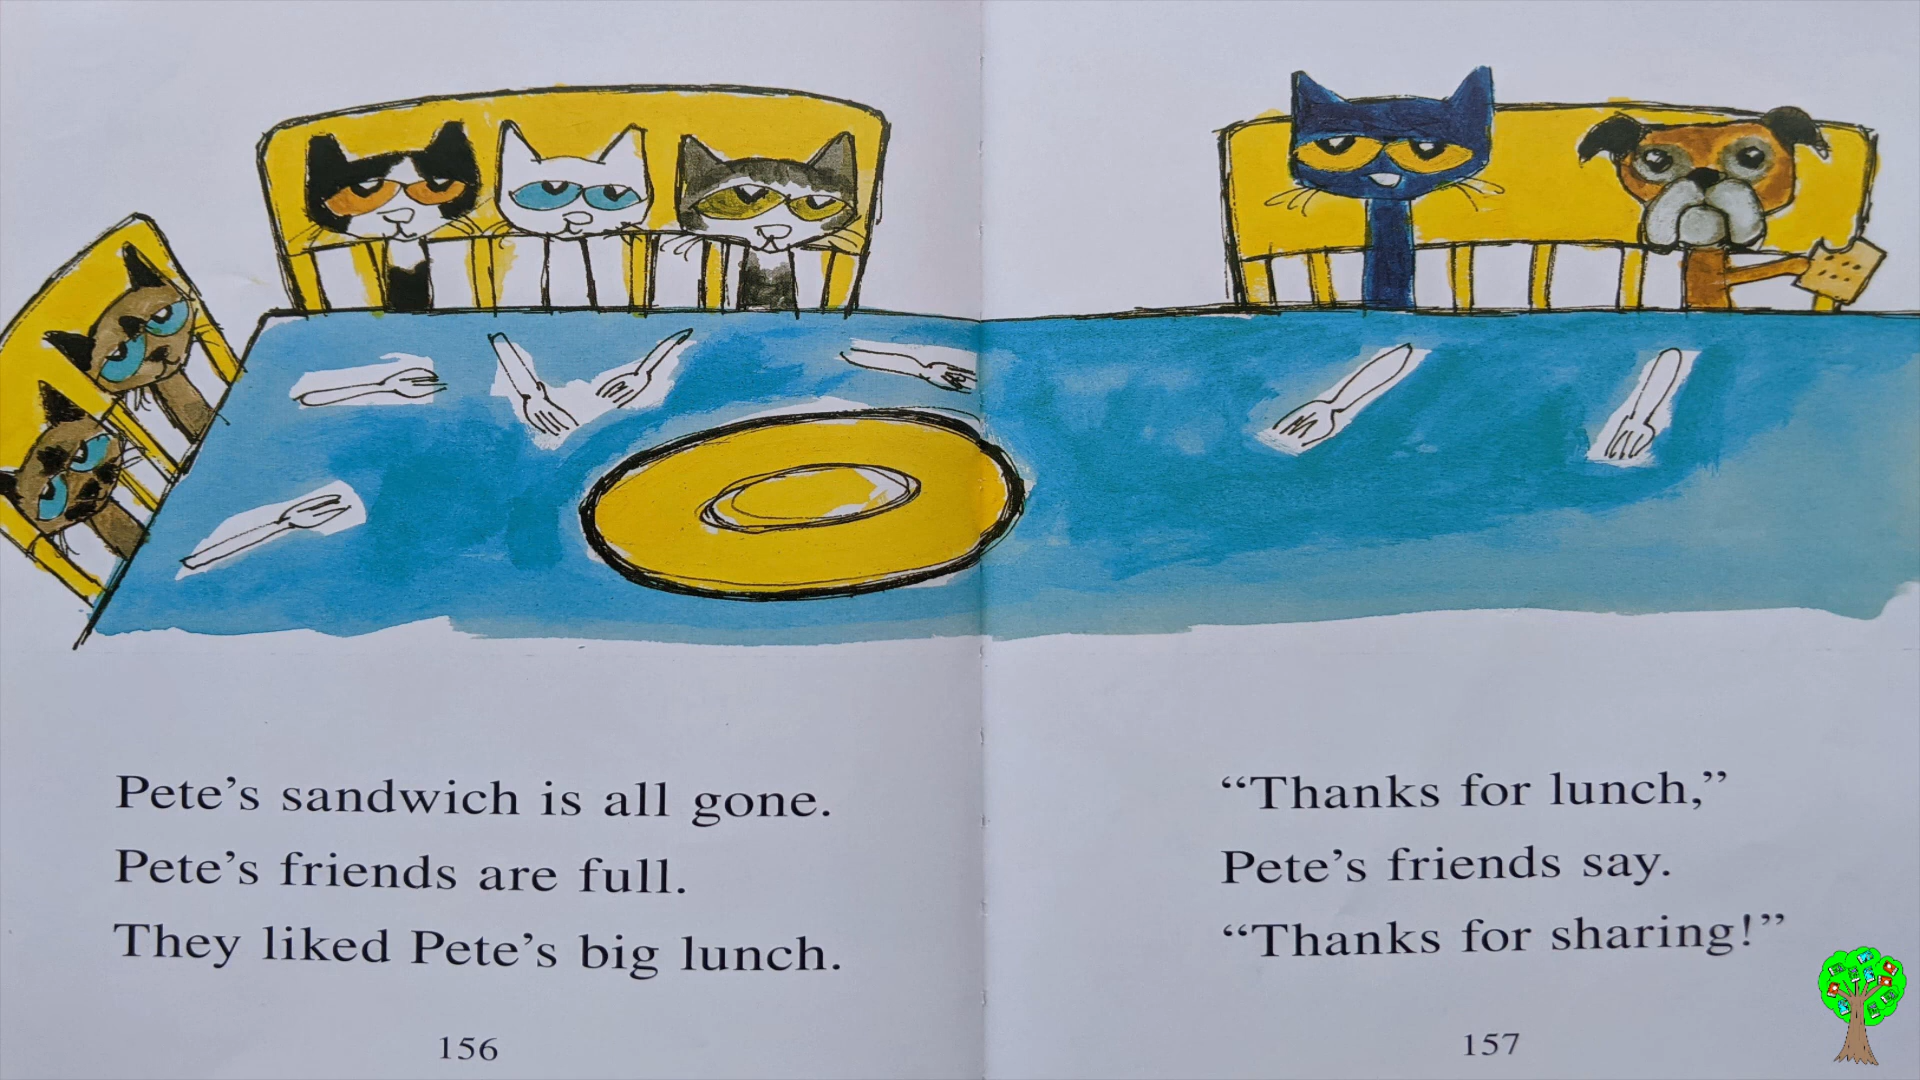 Pete’s sandwich is all gone.
Pete’s friends are full.
They liked Pete’s big lunch.
156
“Thanks for lunch,”
Pete’s friends say.
“Thanks for sharing!”
157